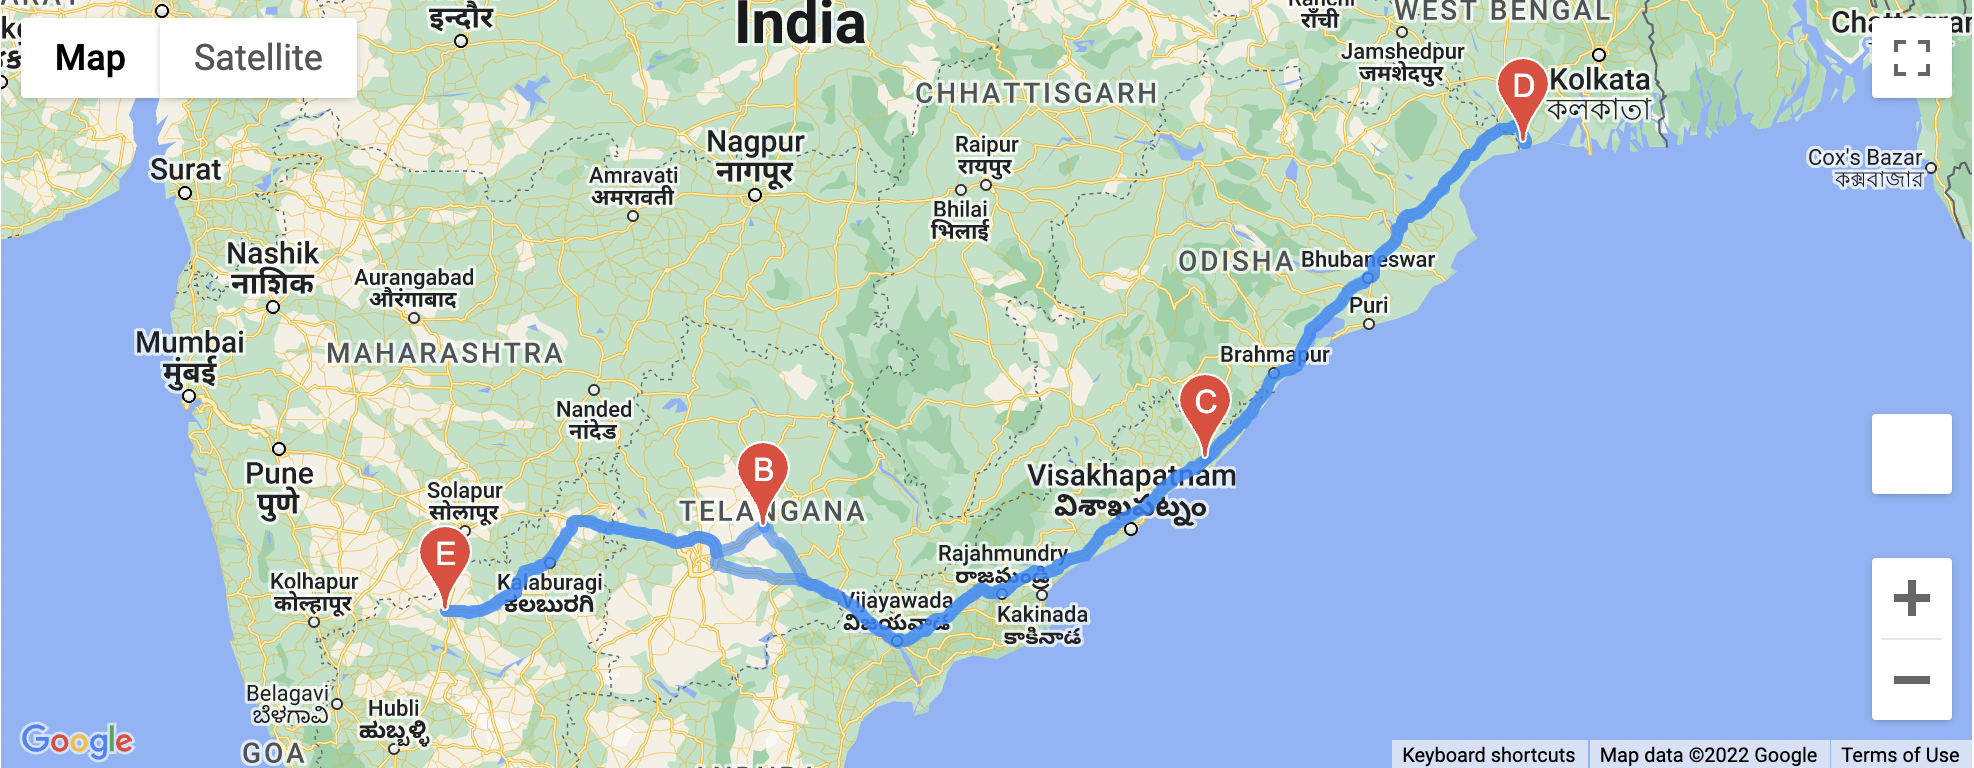 इन्दौर
India
राँची
WEST BENGAL
Map
Satellite
Jamshedpur
जमशेदपुर
Kolkata
কলকাতা
D
CHHATTISGARH
Nagpur
नागपूर
Raipur
रायपुर
Surat
Amravati
अमरावती
Cox's Bazar
কক্সবাজার
Bhilai
भिलाई
Nashik
नाशिक
ODISHA
Bhubaneswar
Aurangabad
औरंगाबाद
Puri
Mumbai
मुंबई
MAHARASHTRA
Brahmapur
C
Nanded
नांदेड
Pune
पुणे
B
Visakhapatnam
విశాఖపట్నం
Solapur
सोलापूर
TELANGANA
E
Rajahmundry
రాజమండ్రి
Kolhapur
कोल्हापूर
Kalaburagi
ಕಲಬುರಗಿ
Vijayawada
విజయవాడ
Kakinada
కాకినాడ
Belagavi
ಬೆಳಗಾವಿ
Hubli
ಹುಬ್ಬಳ್ಳಿ
GOA
Google
Keyboard shortcuts
Map data ©2022 Google
Terms of Use